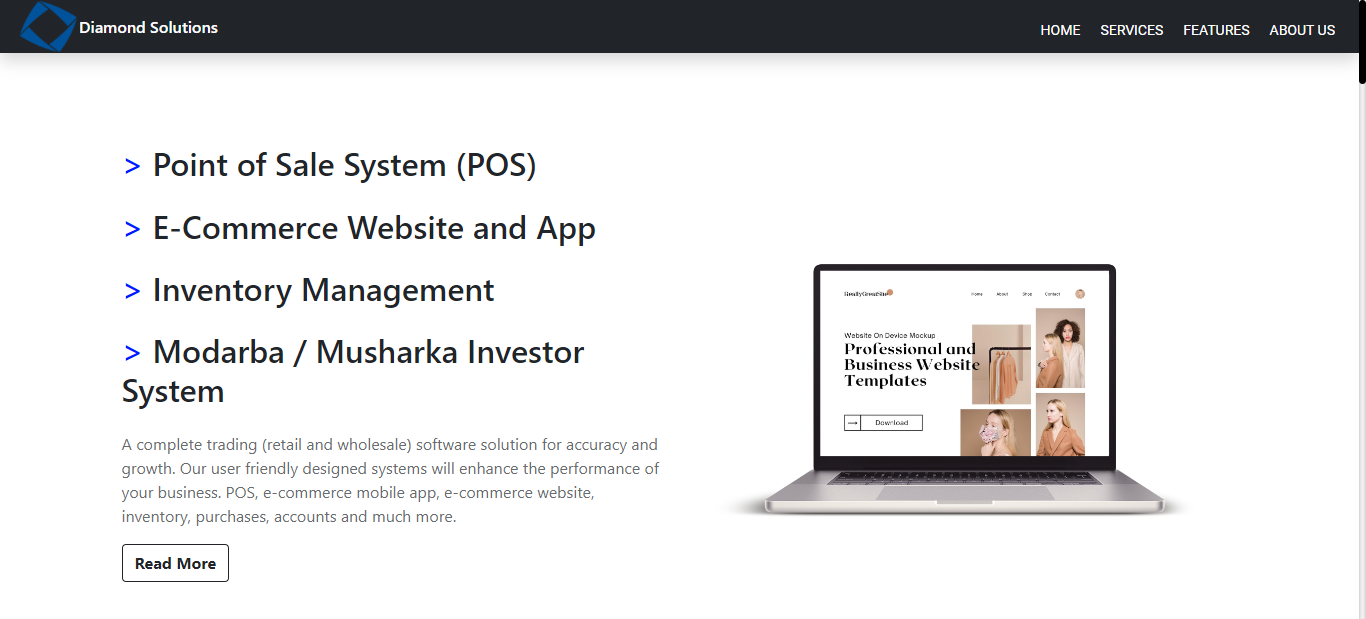 Diamond Solutions
HOME SERVICES FEATURES ABOUT US
> Point of Sale System (POS)
> E-Commerce Website and App
> Inventory Management
> Modarba / Musharka Investor
System
A complete trading (retail and wholesale) software solution for accuracy and
growth. Our user friendly designed systems will enhance the performance of
your business. POS, e-commerce mobile app, e-commerce website,
inventory, purchases, accounts and much more.
Read More
ReallyGreatSite
Home About Shop Contact
Website On Device Mockup
Professional and
Business Website
Templates
Download